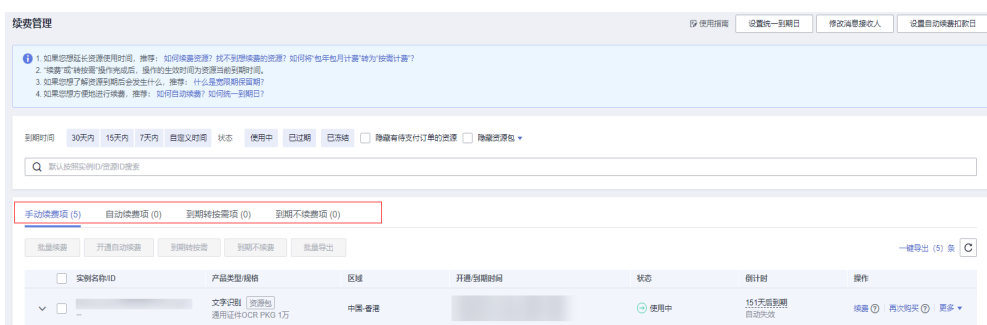 续费管理
使用指南 设置统一到期日 修改消息接收人 设置自动续费扣款日
1. 如果您想延长资源使用时间，推荐： 如何续费资源？ 找不到想续费的资源？ 如何将“包年包月计费”转为“按需计费”？
2. “续费”或“转按需”操作完成后，操作的生效时间为资源当前到期时间。
3. 如果您想了解资源到期后会发生什么，推荐： 什么是宽限期保留期？
4. 如果您想方便地进行续费，推荐： 如何自动续费？ 如何统一到期日？
到期时间 30天内 15天内 7天内 自定义时间 状态 使用中 已过期 已冻结 隐藏有待支付订单的资源 隐藏资源包
默认按照实例ID/资源ID搜索
手动续费项 (5) 自动续费项 (0) 到期转按需项 (0) 到期不续费项 (0)
批量续费 开通自动续费 到期转按需 到期不续费 批量导出 一键导出 (5) 条
实例名称/ID 产品类型/规格 区域 开通/到期时间 状态 倒计时 操作
文字识别 资源包 中国-香港 使用中 151天后到期 续费 再次购买 更多
-- 通用证件OCR PKG 1万 自动失效